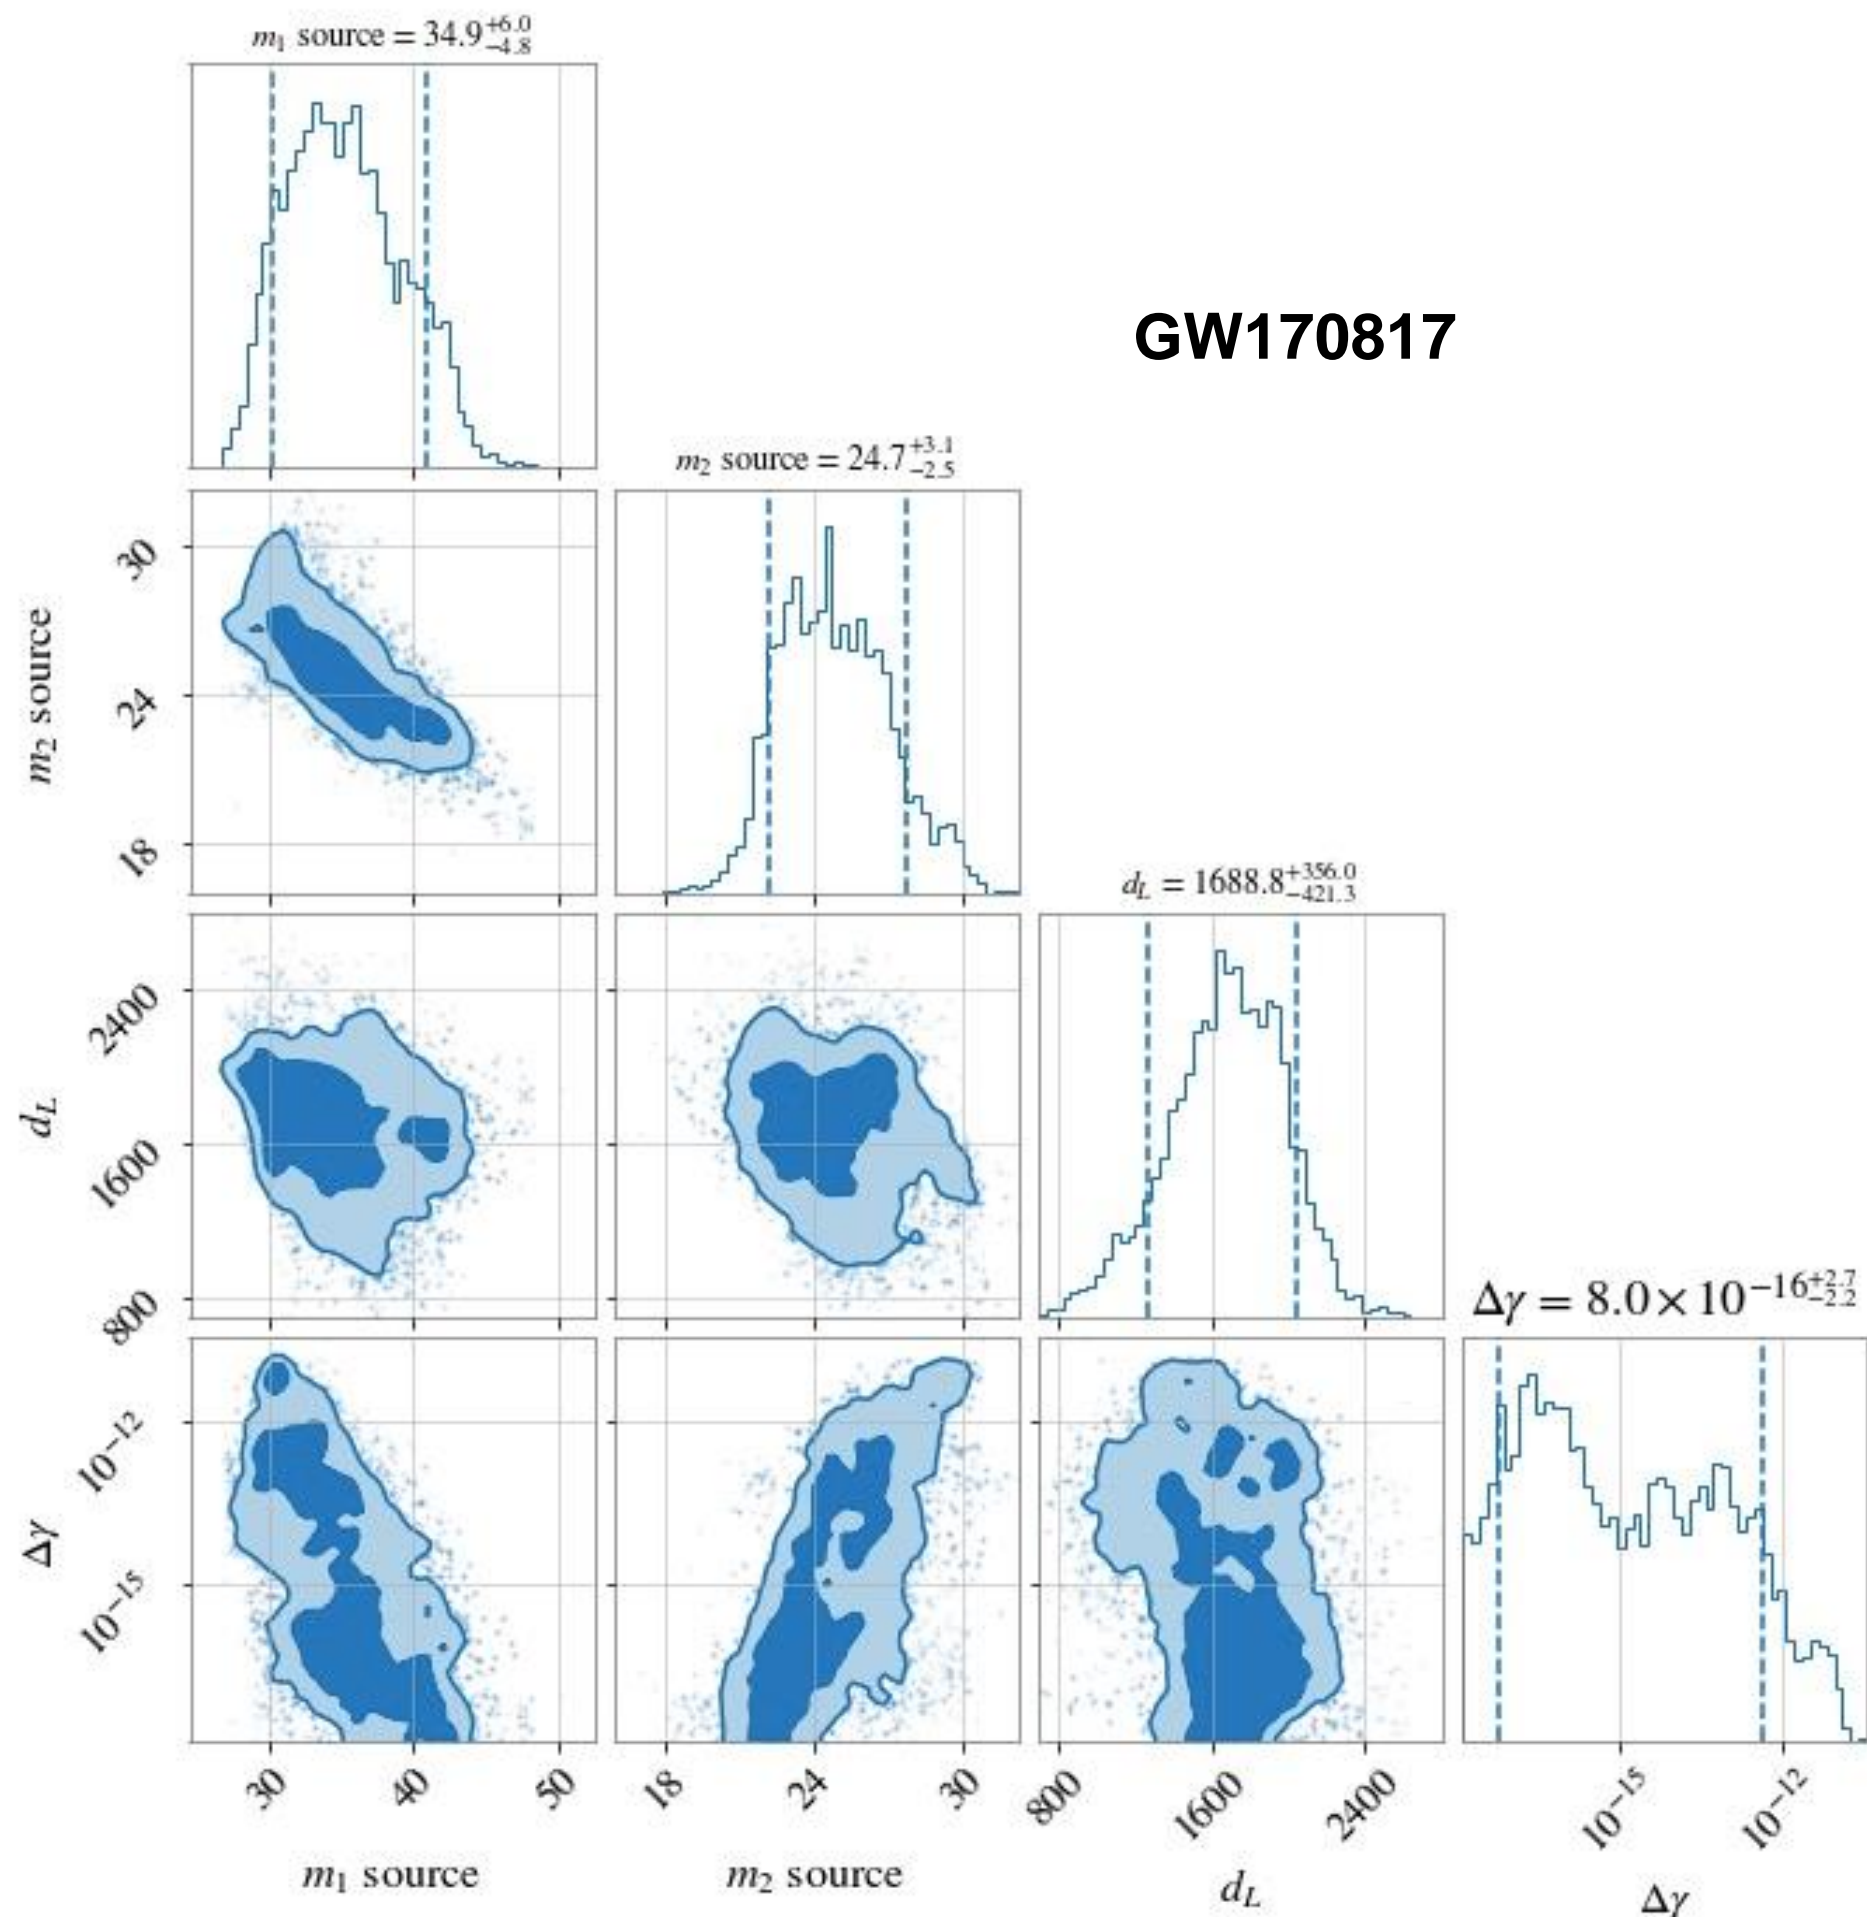 m₁ source = 34.9 +6.0 −4.8
GW170817
m₂ source = 24.7 +3.1 −2.5
30
24
18
m₂ source
d_L = 1688.8 +356.0 −421.3
2400
1600
800
d_L
Δγ = 8.0×10^−16 +2.7 −2.2
10^−12
10^−15
Δγ
30 40 50 18 24 30 800 1600 2400 10^−15 10^−12
m₁ source m₂ source d_L Δγ